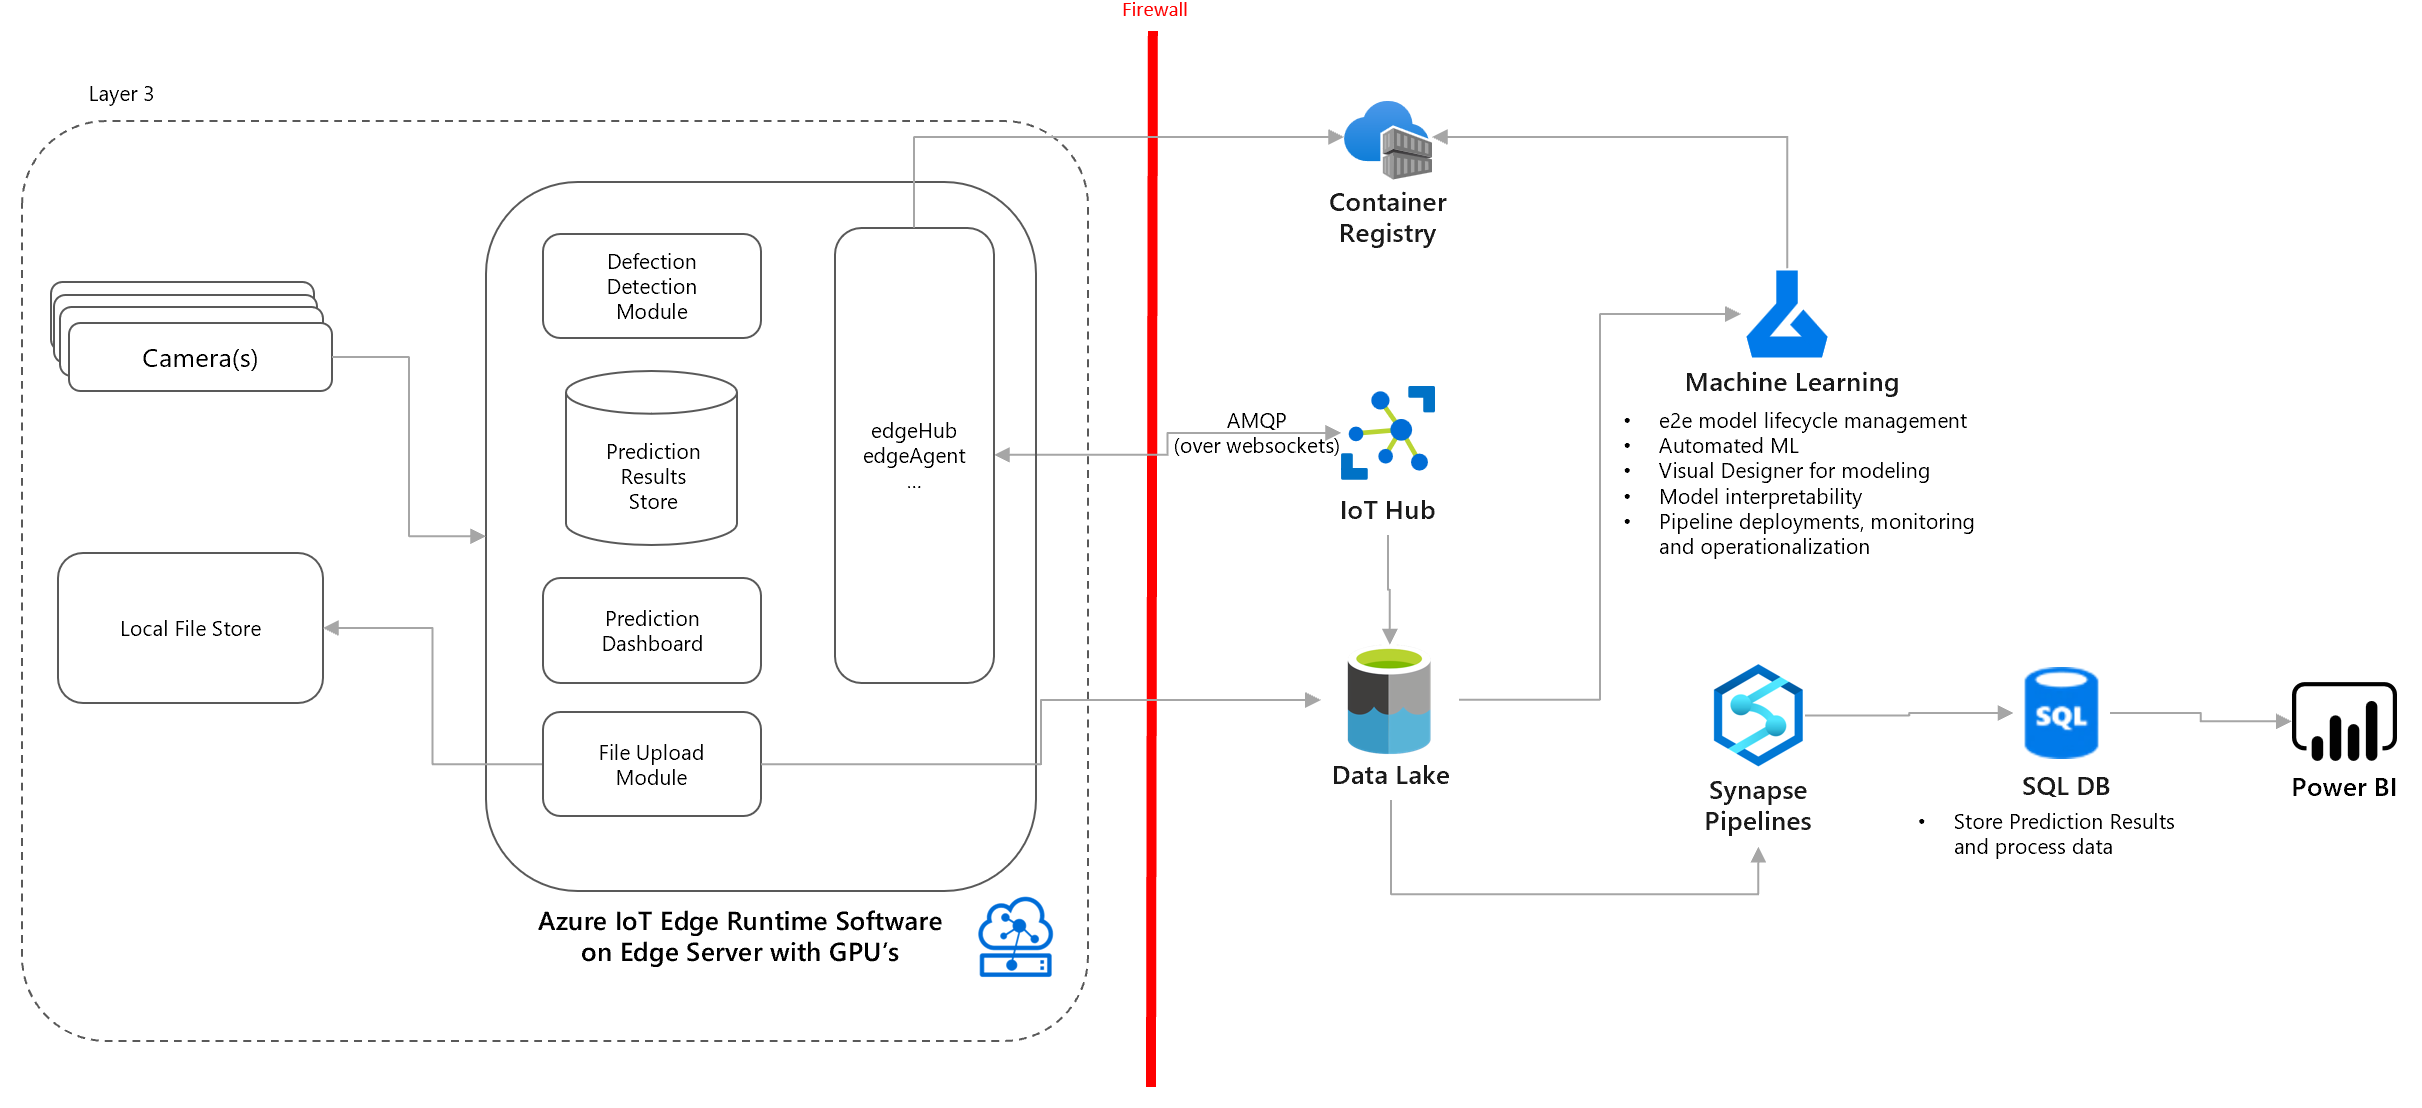 Firewall
Layer 3
Camera(s)
Local File Store
Defection
Detection
Module
Prediction
Results
Store
Prediction
Dashboard
File Upload
Module
edgeHub
edgeAgent
...
Azure IoT Edge Runtime Software
on Edge Server with GPU’s
AMQP
(over websockets)
Container
Registry
IoT Hub
Data Lake
Machine Learning
• e2e model lifecycle management
• Automated ML
• Visual Designer for modeling
• Model interpretability
• Pipeline deployments, monitoring
and operationalization
Synapse
Pipelines
SQL
SQL DB
• Store Prediction Results
and process data
Power BI